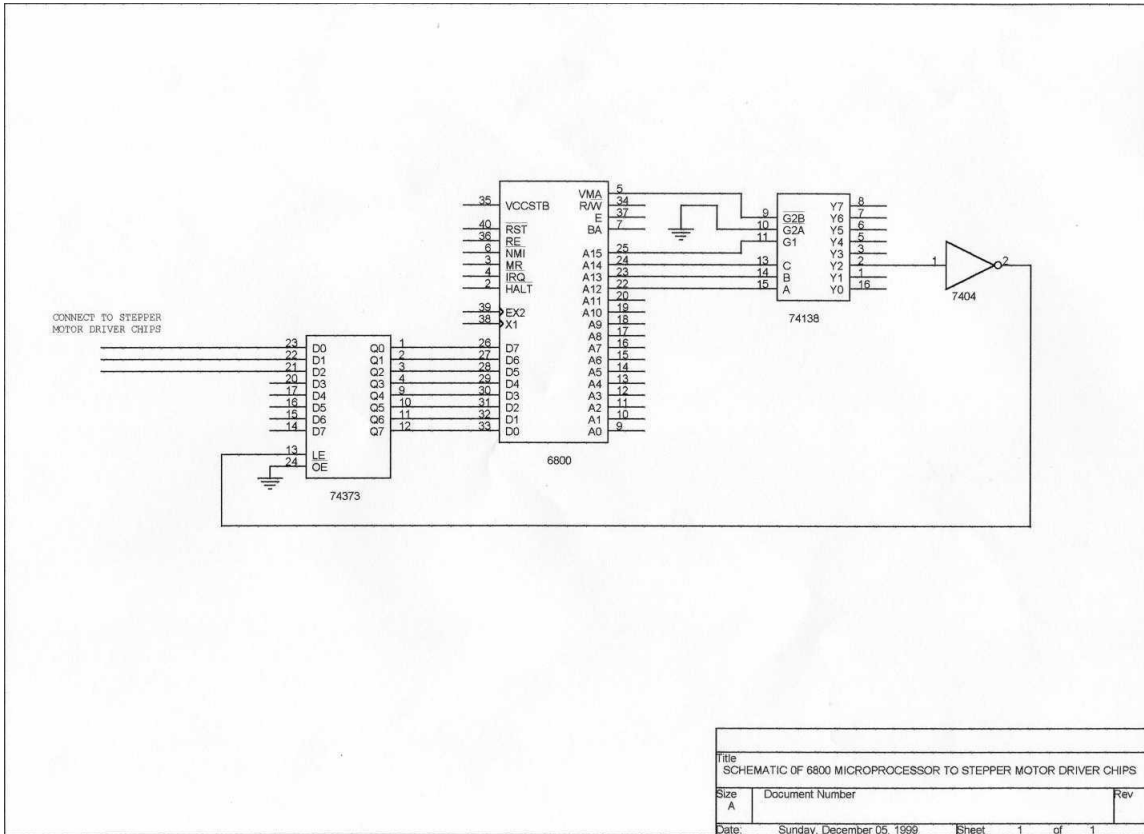 35 VCCSTB
40 RST
36 RE
6 NMI
3 MR
4 IRQ
2 HALT
39 EX2
38 X1
26 D7
27 D6
28 D5
29 D4
30 D3
31 D2
32 D1
33 D0
VMA 5
R/W 34
E 37
BA 7
A15 25
A14 24
A13 23
A12 22
A11 20
A10 19
A9 18
A8 17
A7 16
A6 15
A5 14
A4 13
A3 12
A2 11
A1 10
A0 9
6800
9 G2B
10 G2A
11 G1
13 C
14 B
15 A
Y7 8
Y6 7
Y5 6
Y4 5
Y3 3
Y2 2
Y1 1
Y0 16
74138
1 2
7404
CONNECT TO STEPPER
MOTOR DRIVER CHIPS
23 D0 Q0 1
22 D1 Q1 2
21 D2 Q2 3
20 D3 Q3 4
17 D4 Q4 9
16 D5 Q5 10
15 D6 Q6 11
14 D7 Q7 12
13 LE
24 OE
74373
Title
SCHEMATIC OF 6800 MICROPROCESSOR TO STEPPER MOTOR DRIVER CHIPS
Size Document Number Rev
A
Date: Sunday, December 05, 1999 Sheet 1 of 1